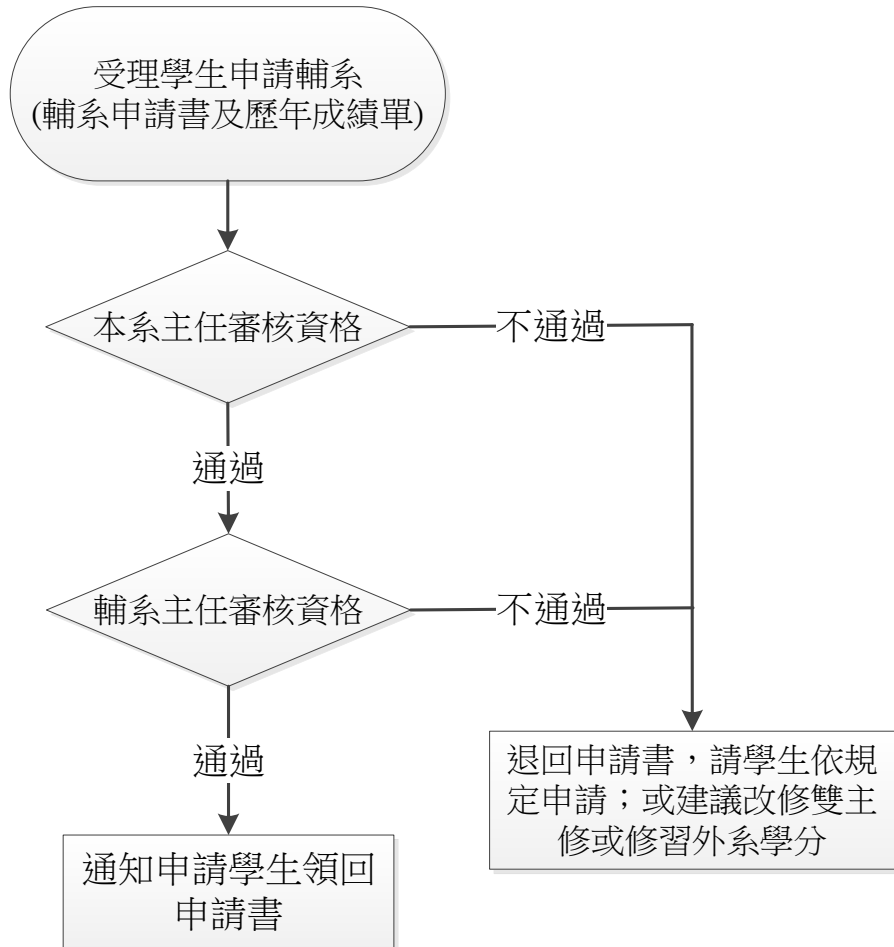 受理學生申請輔系
(輔系申請書及歷年成績單)
本系主任審核資格
不通過
通過
輔系主任審核資格
不通過
通過
退回申請書，請學生依規
定申請；或建議改修雙主
修或修習外系學分
通知申請學生領回
申請書